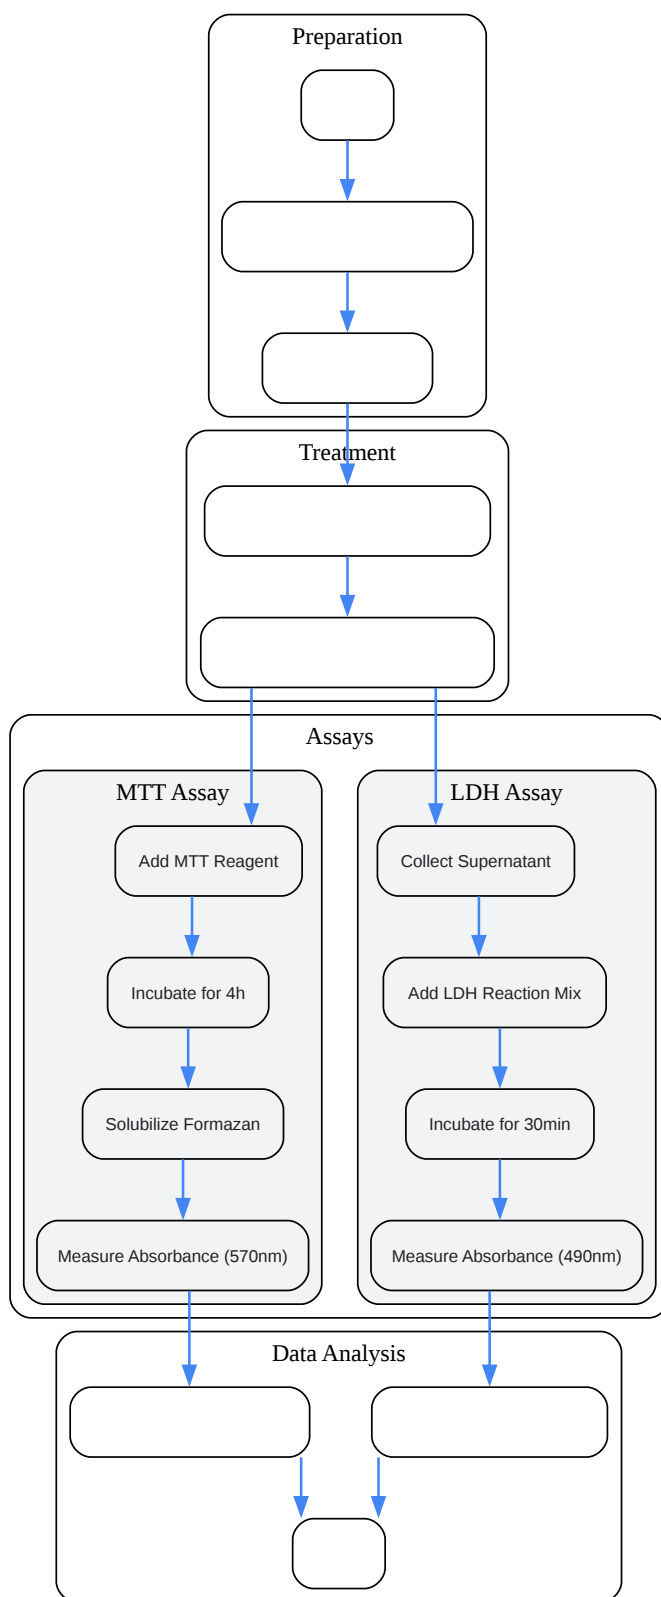 Preparation
Treatment
Assays
MTT Assay
LDH Assay
Add MTT Reagent
Collect Supernatant
Incubate for 4h
Add LDH Reaction Mix
Solubilize Formazan
Incubate for 30min
Measure Absorbance (570nm)
Measure Absorbance (490nm)
Data Analysis